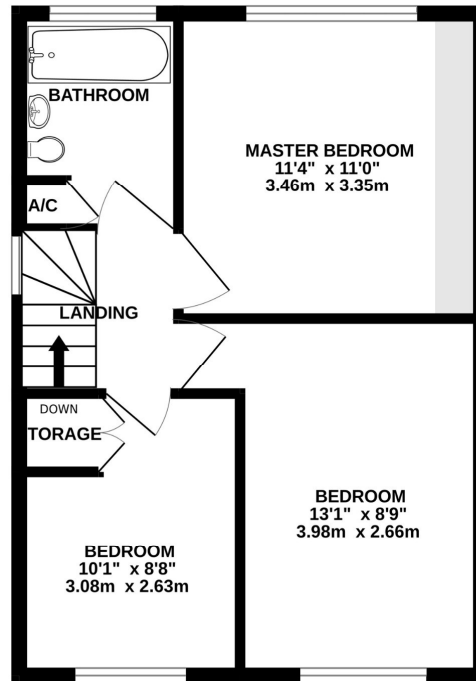 BATHROOM
MASTER BEDROOM
11'4" x 11'0"
3.46m x 3.35m
A/C
LANDING
DOWN
TORAGE
BEDROOM
13'1" x 8'9"
3.98m x 2.66m
BEDROOM
10'1" x 8'8"
3.08m x 2.63m